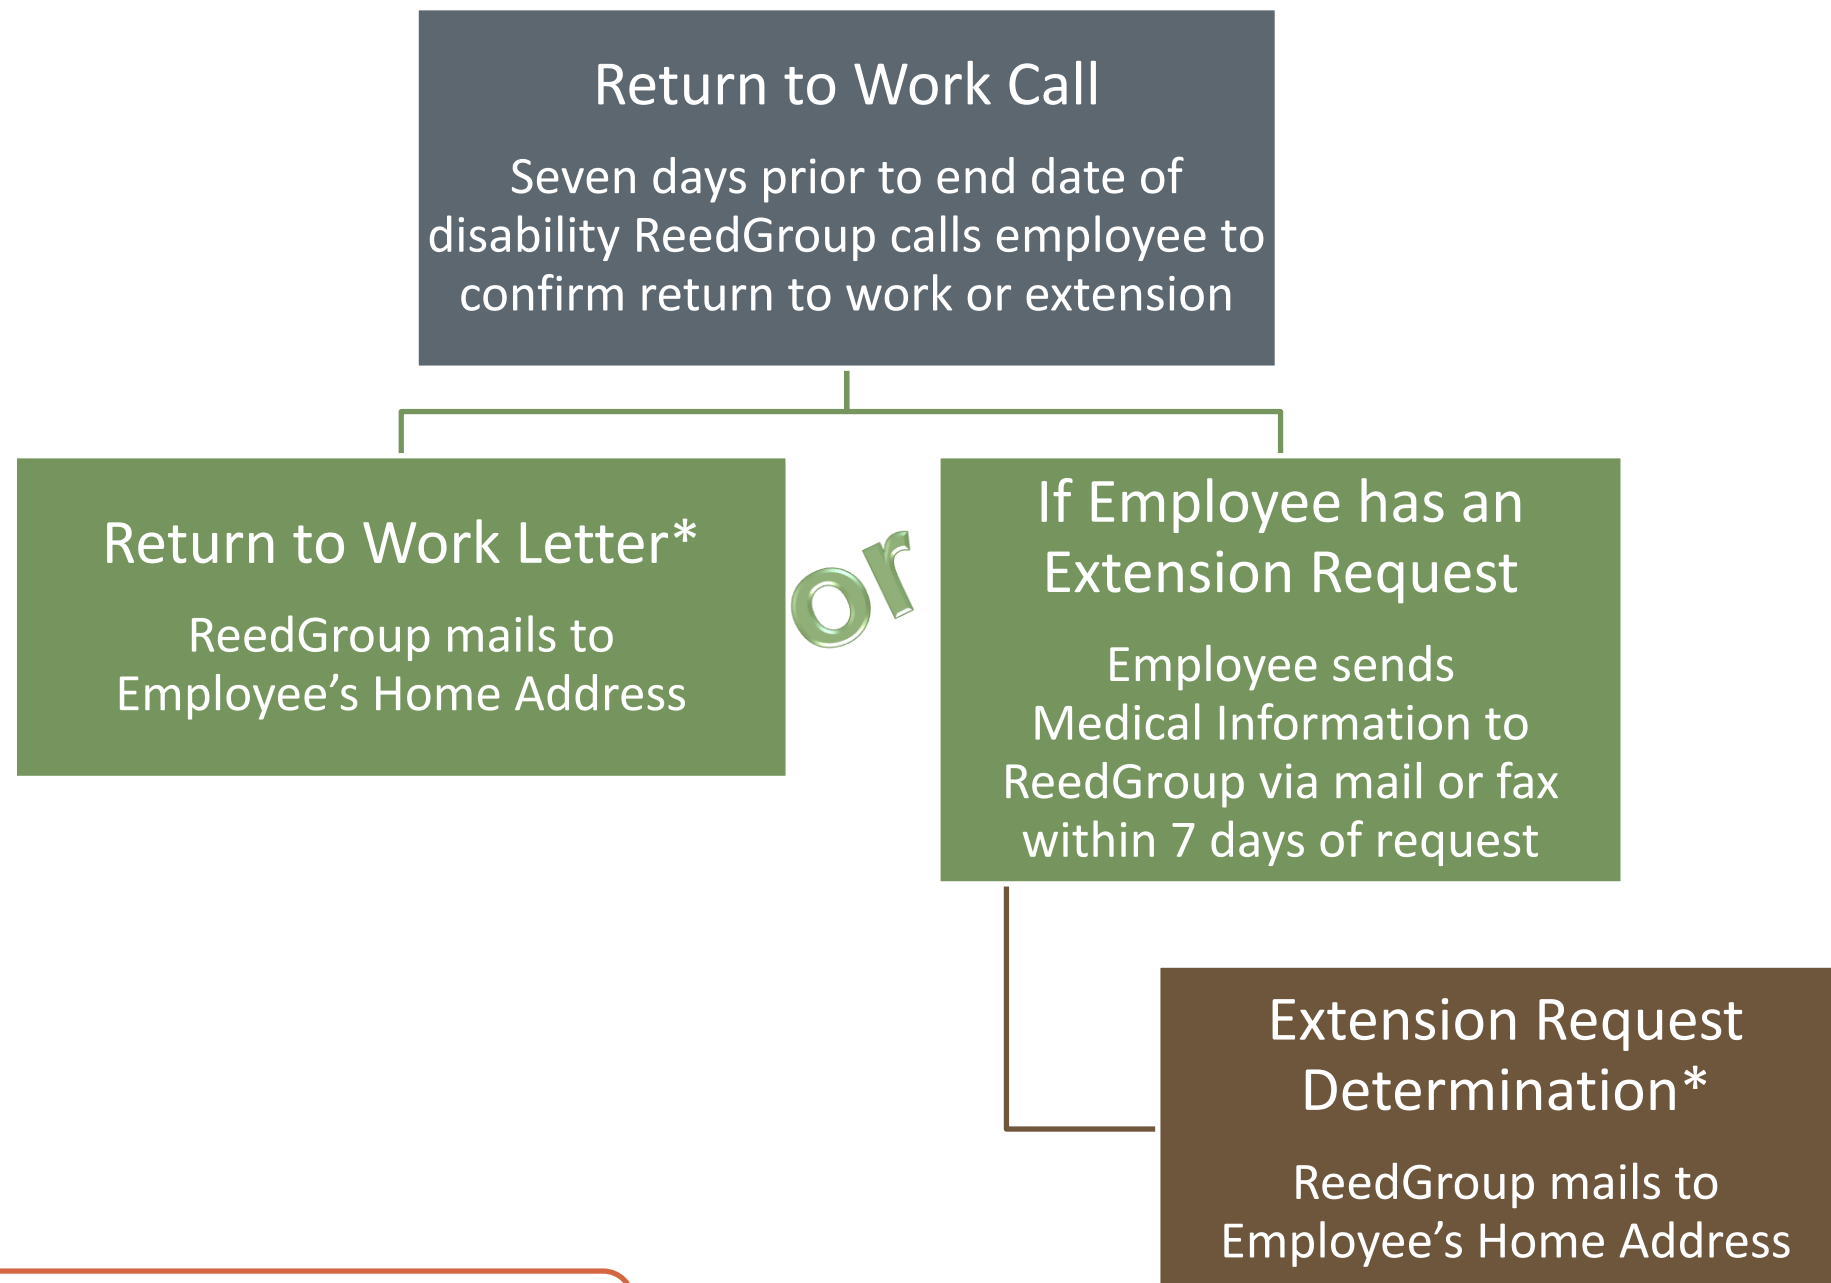 Return to Work Call
Seven days prior to end date of
disability ReedGroup calls employee to
confirm return to work or extension
Return to Work Letter*
ReedGroup mails to
Employee’s Home Address
or
If Employee has an
Extension Request
Employee sends
Medical Information to
ReedGroup via mail or fax
within 7 days of request
Extension Request
Determination*
ReedGroup mails to
Employee’s Home Address